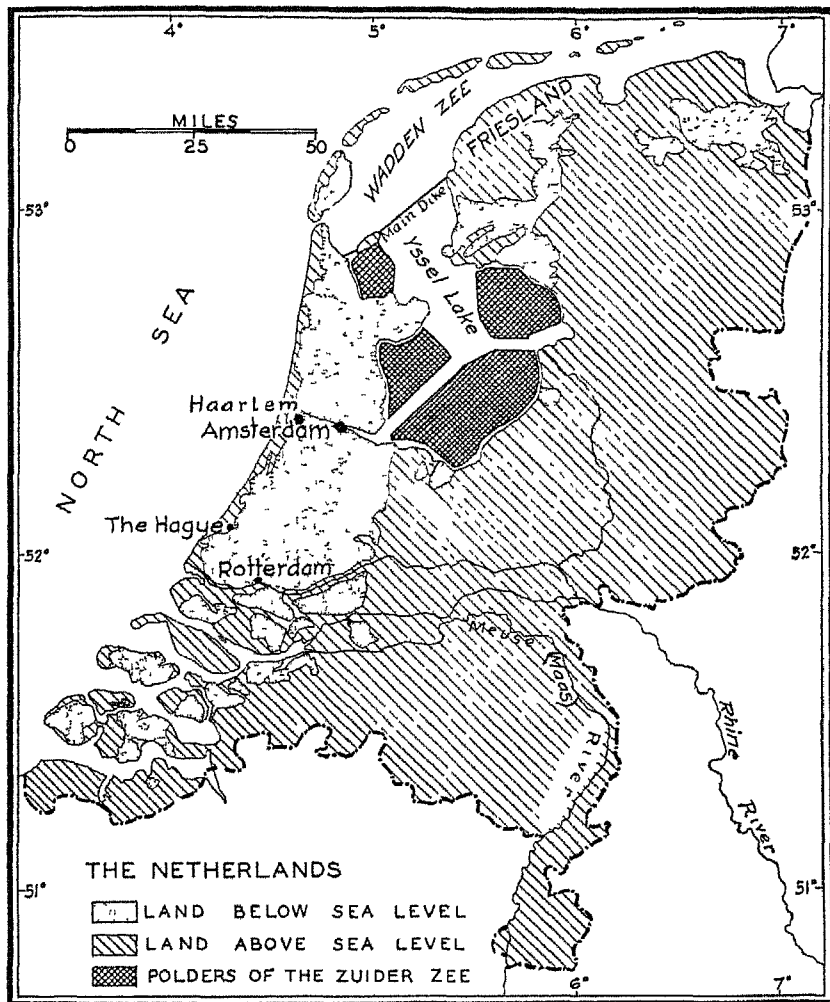 4° 5° 6° 7°
MILES
0 25 50
WADDEN ZEE
FRIESLAND
53° 53°
Main Dike
Yssel Lake
NORTH SEA
Haarlem
Amsterdam
The Hague
52° 52°
Rotterdam
Meuse Maas River
Rhine River
THE NETHERLANDS
51° 51°
LAND BELOW SEA LEVEL
LAND ABOVE SEA LEVEL
POLDERS OF THE ZUIDER ZEE
6° 7°